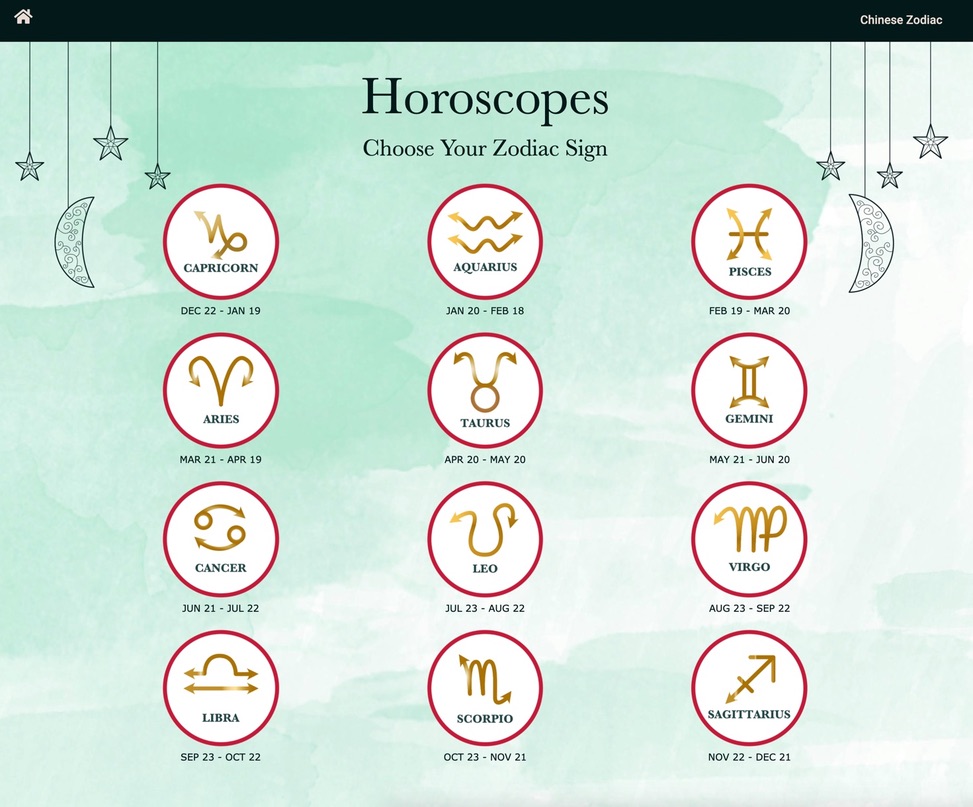 Chinese Zodiac
Horoscopes
Choose Your Zodiac Sign
CAPRICORN
DEC 22 - JAN 19
AQUARIUS
JAN 20 - FEB 18
PISCES
FEB 19 - MAR 20
ARIES
MAR 21 - APR 19
TAURUS
APR 20 - MAY 20
GEMINI
MAY 21 - JUN 20
CANCER
JUN 21 - JUL 22
LEO
JUL 23 - AUG 22
VIRGO
AUG 23 - SEP 22
LIBRA
SEP 23 - OCT 22
SCORPIO
OCT 23 - NOV 21
SAGITTARIUS
NOV 22 - DEC 21